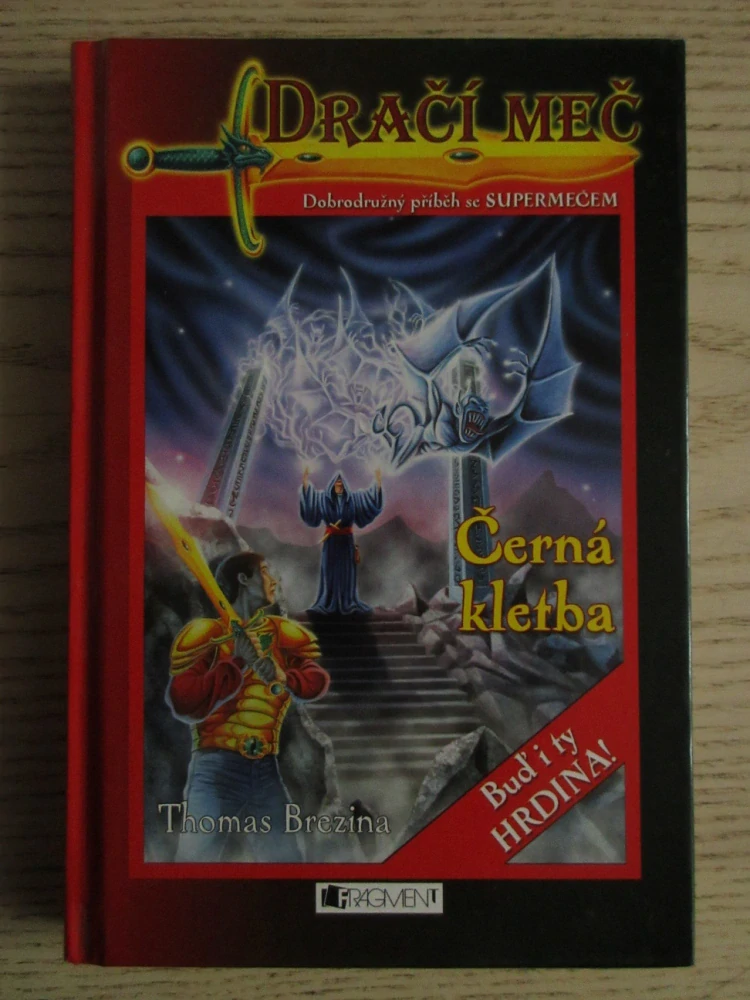 Dračí meč
Dobrodružný příběh se SUPERMEČEM
Černá
kletba
Buď i ty
HRDINA!
Thomas Brezina
FRAGMENT